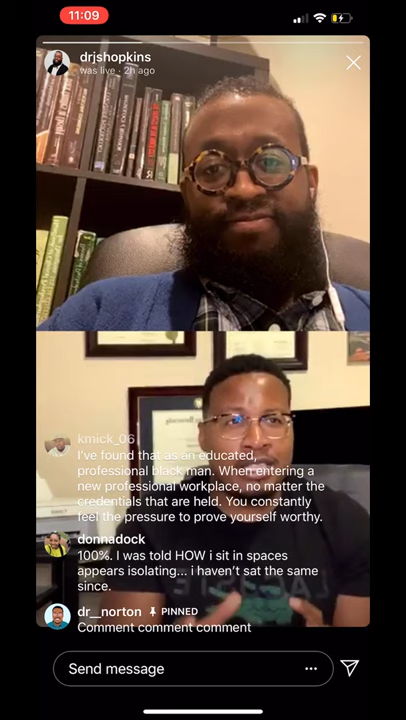 11:09
drjshopkins
was live · 2h ago
kmick_06
I've found that as an educated,
professional black man. When entering a
new professional workplace, no matter the
credentials that are held. You constantly
feel the pressure to prove yourself worthy.
donnadock
100%. I was told HOW i sit in spaces
appears isolating... i haven't sat the same
since.
dr__norton PINNED
Comment comment comment
Send message